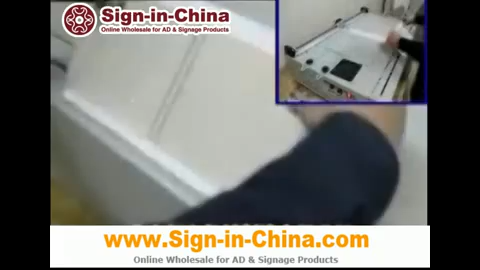 Sign-in-China
Online Wholesale for AD & Signage Products
www.Sign-in-China.com
Online Wholesale for AD & Signage Products